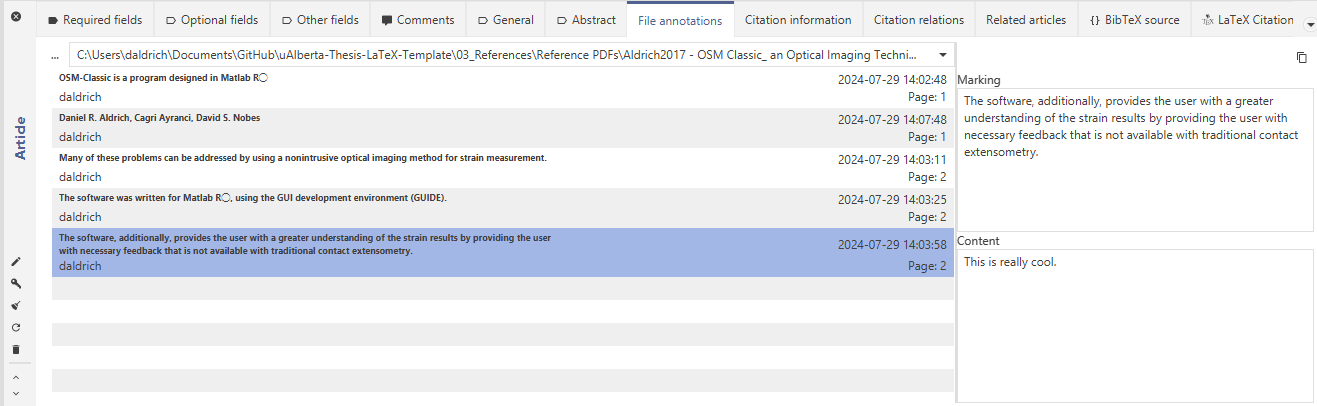 Required fields
Optional fields
Other fields
Comments
General
Abstract
File annotations
Citation information
Citation relations
Related articles
{} BibTeX source
LaTeX Citation
Article
... C:\Users\daldrich\Documents\GitHub\uAlberta-Thesis-LaTeX-Template\03_References\Reference PDFs\Aldrich2017 - OSM Classic_ an Optical Imaging Techni...
OSM-Classic is a program designed in Matlab R◯
2024-07-29 14:02:48
daldrich
Page: 1
Daniel R. Aldrich, Cagri Ayranci, David S. Nobes
2024-07-29 14:07:48
daldrich
Page: 1
Many of these problems can be addressed by using a nonintrusive optical imaging method for strain measurement.
2024-07-29 14:03:11
daldrich
Page: 2
The software was written for Matlab R◯, using the GUI development environment (GUIDE).
2024-07-29 14:03:25
daldrich
Page: 2
The software, additionally, provides the user with a greater understanding of the strain results by providing the user
with necessary feedback that is not available with traditional contact extensometry.
2024-07-29 14:03:58
daldrich
Page: 2
Marking
The software, additionally, provides the user with a greater
understanding of the strain results by providing the user with
necessary feedback that is not available with traditional contact
extensometry.
Content
This is really cool.